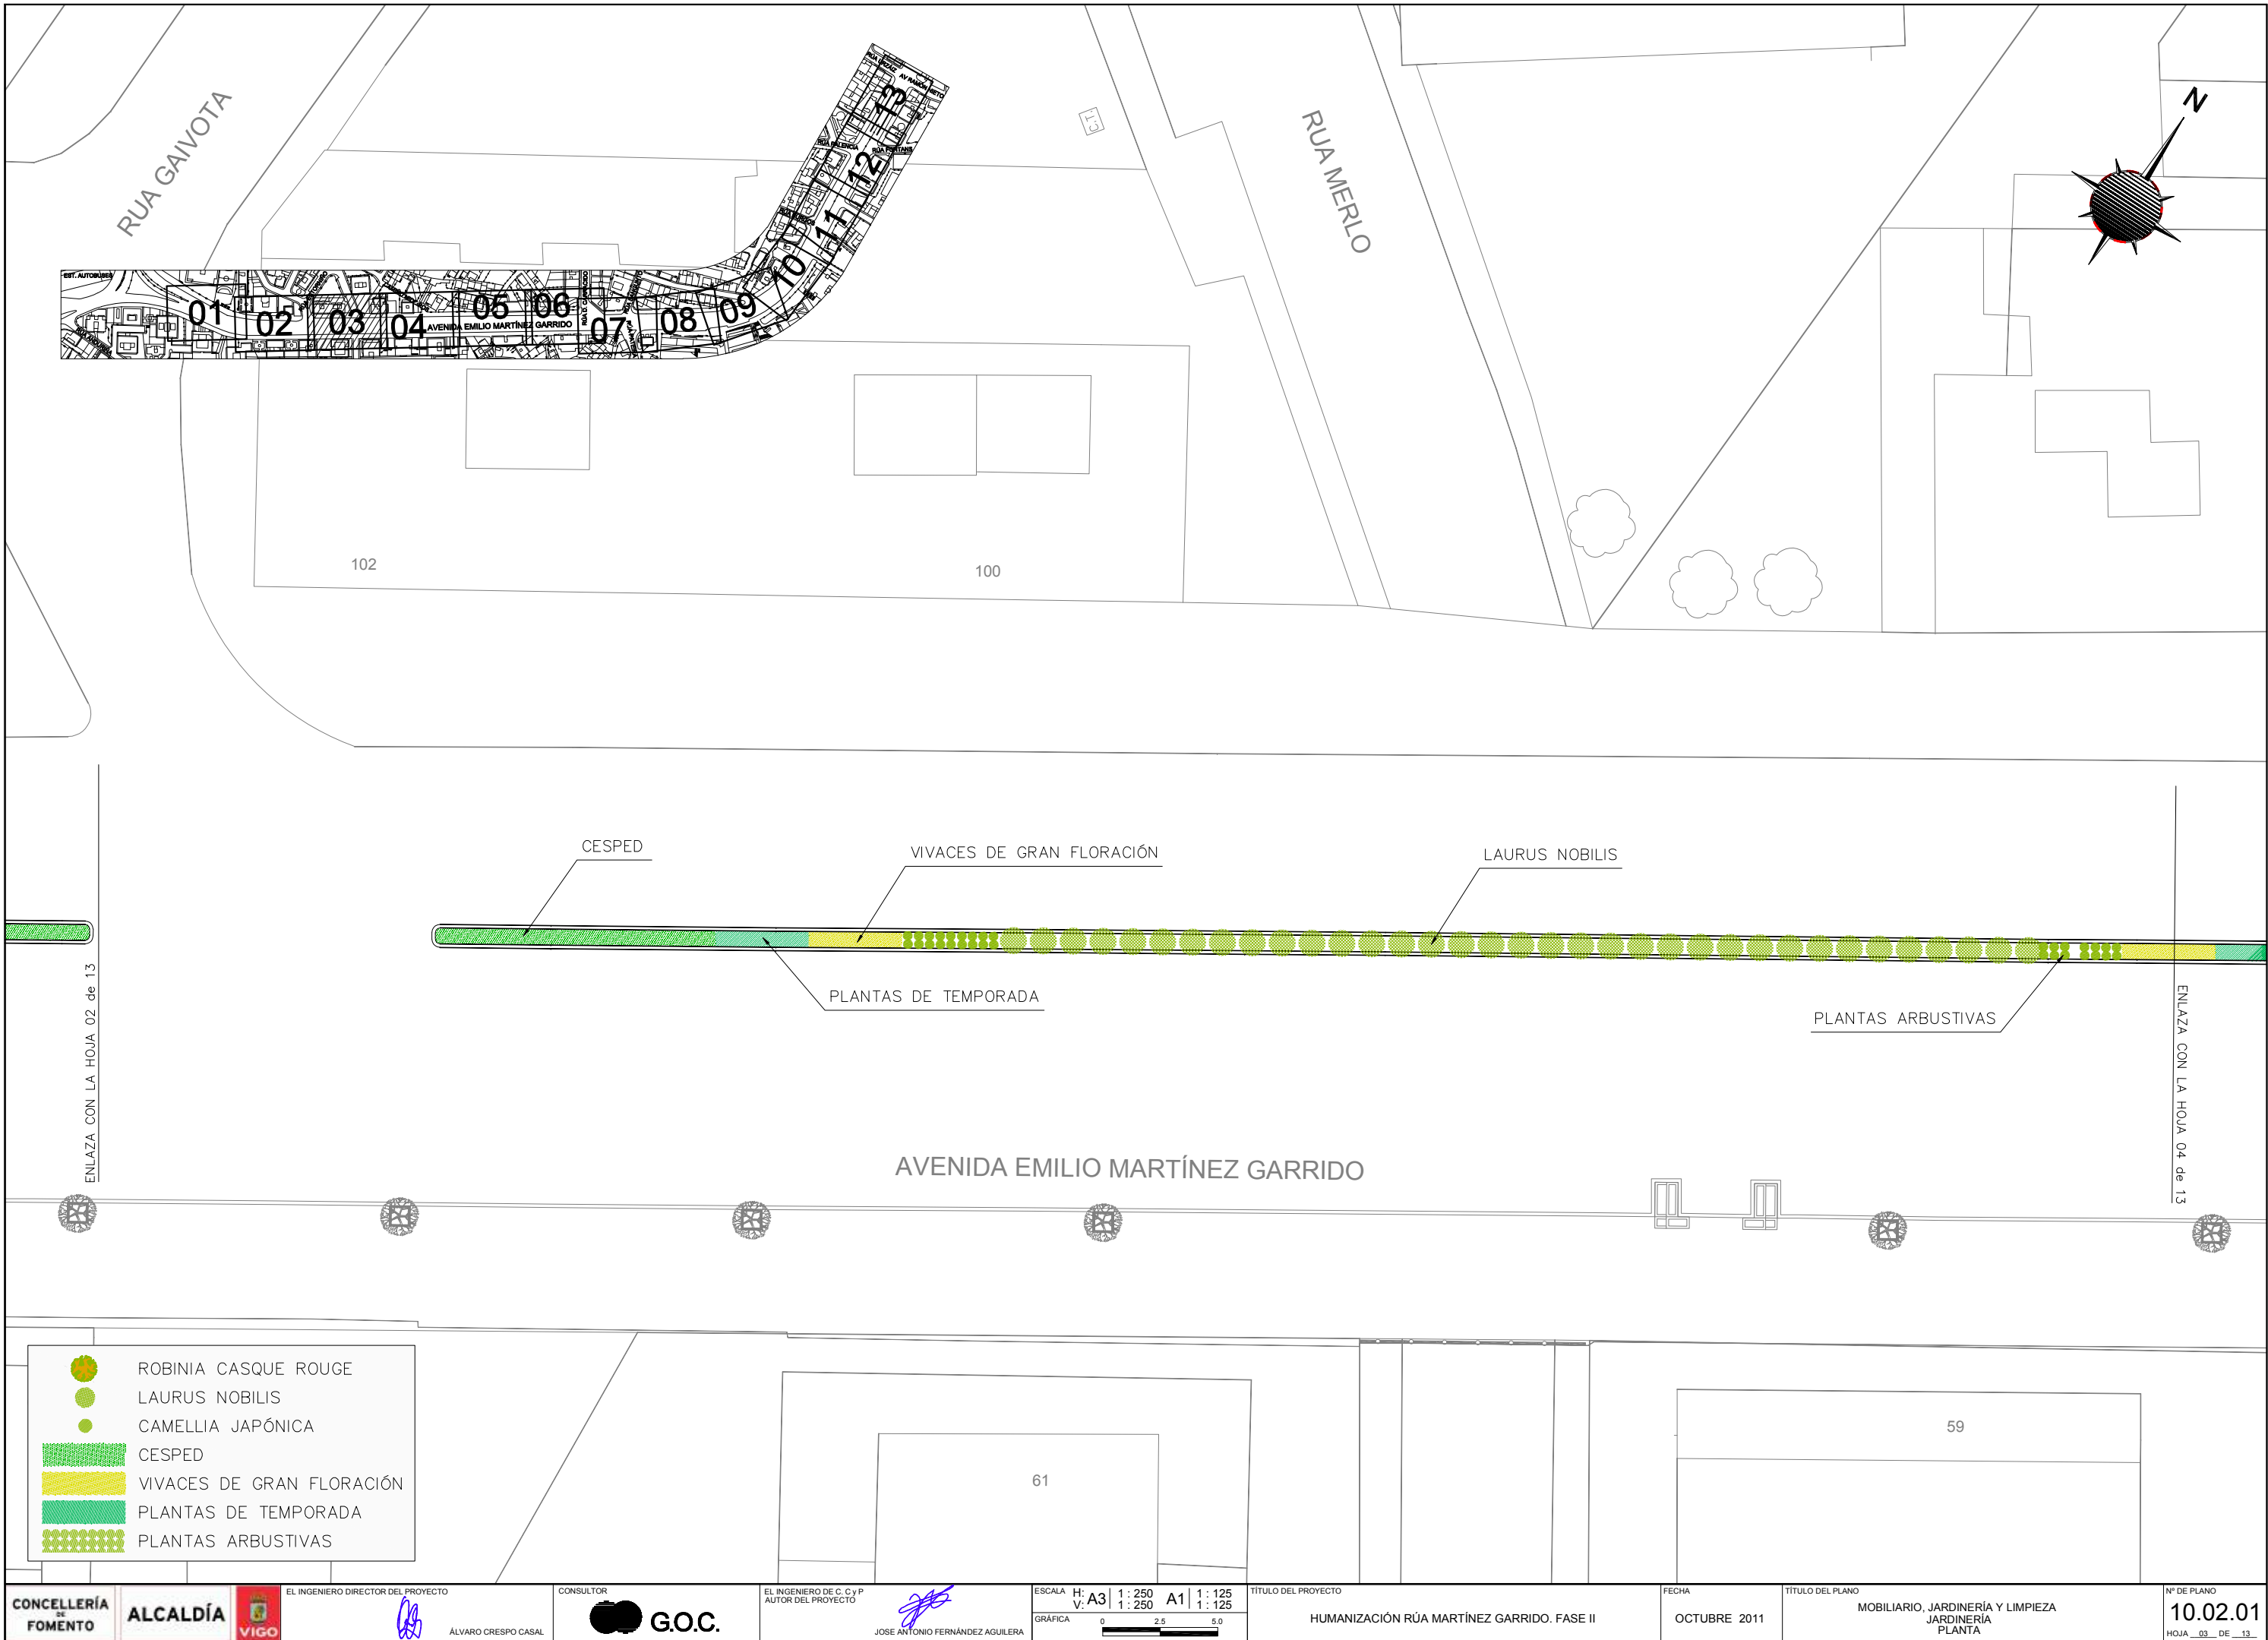 RUA GAIVOTA
RUA MERLO
C.T.
N
EST. AUTOBUSES
01
02
03
04
05
06
07
08
09
10
11
12
13
AVENIDA EMILIO MARTÍNEZ GARRIDO
AV RAMÓN NIETO
102
100
CESPED
VIVACES DE GRAN FLORACIÓN
LAURUS NOBILIS
PLANTAS DE TEMPORADA
PLANTAS ARBUSTIVAS
ENLAZA CON LA HOJA 02 de 13
ENLAZA CON LA HOJA 04 de 13
AVENIDA EMILIO MARTÍNEZ GARRIDO
61
59
ROBINIA CASQUE ROUGE
LAURUS NOBILIS
CAMELLIA JAPÓNICA
CESPED
VIVACES DE GRAN FLORACIÓN
PLANTAS DE TEMPORADA
PLANTAS ARBUSTIVAS
CONCELLERÍA
DE
FOMENTO
ALCALDÍA
VIGO
EL INGENIERO DIRECTOR DEL PROYECTO
ÁLVARO CRESPO CASAL
CONSULTOR
G.O.C.
EL INGENIERO DE C. C y P
AUTOR DEL PROYECTO
JOSE ANTONIO FERNÁNDEZ AGUILERA
ESCALA H: A3 1 : 250 A1 1 : 125
V: 1 : 250 1 : 125
GRÁFICA 0 2.5 5.0
TÍTULO DEL PROYECTO
HUMANIZACIÓN RÚA MARTÍNEZ GARRIDO. FASE II
FECHA
OCTUBRE 2011
TÍTULO DEL PLANO
MOBILIARIO, JARDINERÍA Y LIMPIEZA
JARDINERÍA
PLANTA
Nº DE PLANO
10.02.01
HOJA 03 DE 13